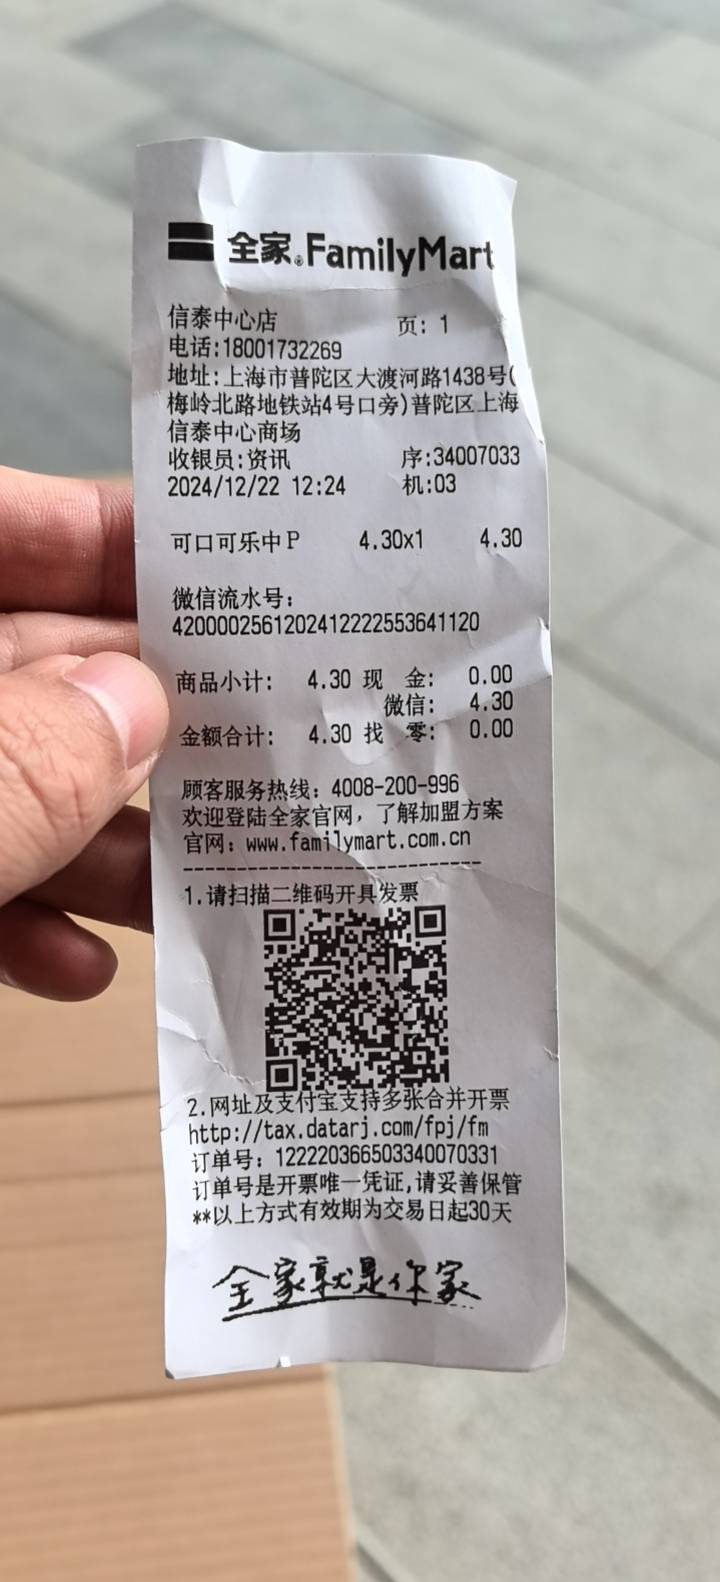 全家®FamilyMart
信泰中心店 页: 1
电话:18001732269
地址:上海市普陀区大渡河路1438号(
梅岭北路地铁站4号口旁)普陀区上海
信泰中心商场
收银员:资讯 序:34007033
2024/12/22 12:24 机:03
可口可乐中P 4.30x1 4.30
微信流水号:
4200002561202412222553641120
商品小计: 4.30 现 金: 0.00
微信: 4.30
金额合计: 4.30 找 零: 0.00
顾客服务热线: 4008-200-996
欢迎登陆全家官网，了解加盟方案
官网: www.familymart.com.cn
------------------------------
1.请扫描二维码开具发票
2.网址及支付宝支持多张合并开票
http://tax.datarj.com/fpj/fm
订单号: 122220366503340070331
订单号是开票唯一凭证,请妥善保管
**以上方式有效期为交易日起30天
全家就是你家